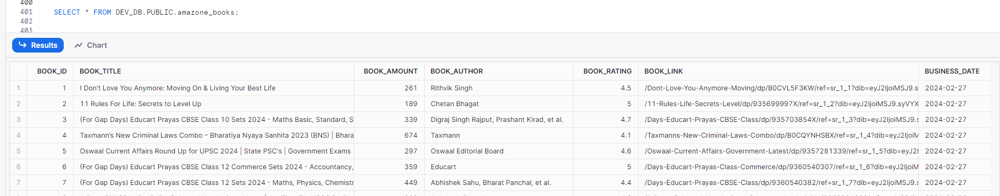 400
401 SELECT * FROM DEV_DB.PUBLIC.amazone_books;
402
403
Results Chart
BOOK_ID BOOK_TITLE BOOK_AMOUNT BOOK_AUTHOR BOOK_RATING BOOK_LINK BUSINESS_DATE
1 1 I Don't Love You Anymore: Moving On & Living Your Best Life 261 Rithvik Singh 4.5 /Dont-Love-You-Anymore-Moving/dp/B0CVL5F3KW/ref=sr_1_1?dib=eyJ2IjoiMSJ9.s 2024-02-27
2 2 11 Rules For Life: Secrets to Level Up 189 Chetan Bhagat 5 /11-Rules-Life-Secrets-Level/dp/935699997X/ref=sr_1_2?dib=eyJ2IjoiMSJ9.syVYX 2024-02-27
3 3 (For Gap Days) Educart Prayas CBSE Class 10 Sets 2024 - Maths Basic, Standard, S 339 Digraj Singh Rajput, Prashant Kirad, et al. 4.7 /Days-Educart-Prayas-CBSE-Class/dp/935703854X/ref=sr_1_3?dib=eyJ2IjoiMSJ9.s 2024-02-27
4 4 Taxmann’s New Criminal Laws Combo – Bharatiya Nyaya Sanhita 2023 (BNS) | Bhara 674 Taxmann 4.1 /Taxmanns-New-Criminal-Laws-Combo/dp/B0CQYNHSBX/ref=sr_1_4?dib=eyJ2IjoiM 2024-02-27
5 5 Oswaal Current Affairs Round Up for UPSC 2024 | State PSC's | Government Exams 297 Oswaal Editorial Board 4.6 /Oswaal-Current-Affairs-Government-Latest/dp/9357281339/ref=sr_1_5?dib=eyJ2I 2024-02-27
6 6 (For Gap Days) Educart Prayas CBSE Class 12 Commerce Sets 2024 - Accountancy, 359 Educart 5 /Days-Educart-Prayas-Class-Commerce/dp/9360540307/ref=sr_1_6?dib=eyJ2IjoiM 2024-02-27
7 7 (For Gap Days) Educart Prayas CBSE Class 12 Sets 2024 - Maths, Physics, Chemistr 449 Abhishek Sahu, Bharat Panchal, et al. 4.4 /Days-Educart-Prayas-CBSE-Class/dp/9360540382/ref=sr_1_7?dib=eyJ2IjoiMSJ9.s 2024-02-27